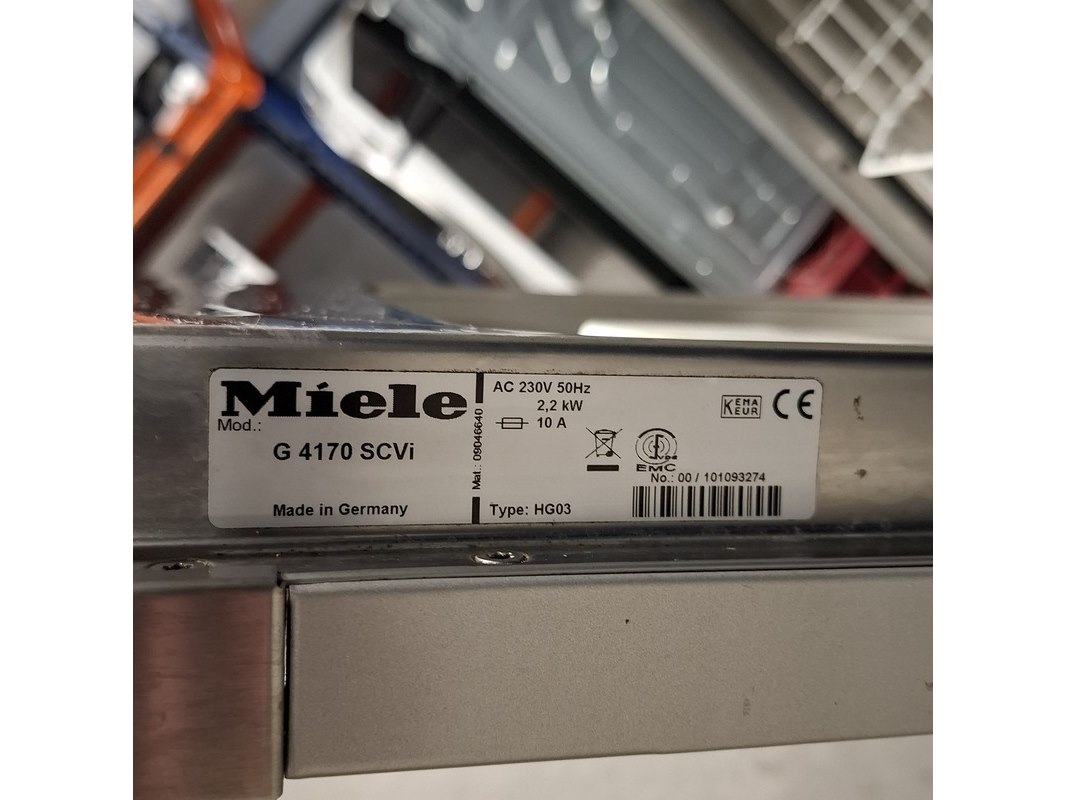 Miele
Mod.:
G 4170 SCVi
Made in Germany
Mat.: 09046640
AC 230V 50Hz
2,2 kW
10 A
Type: HG03
KEMA
KEUR
CE
VDE
EMC
No.: 00 / 101093274